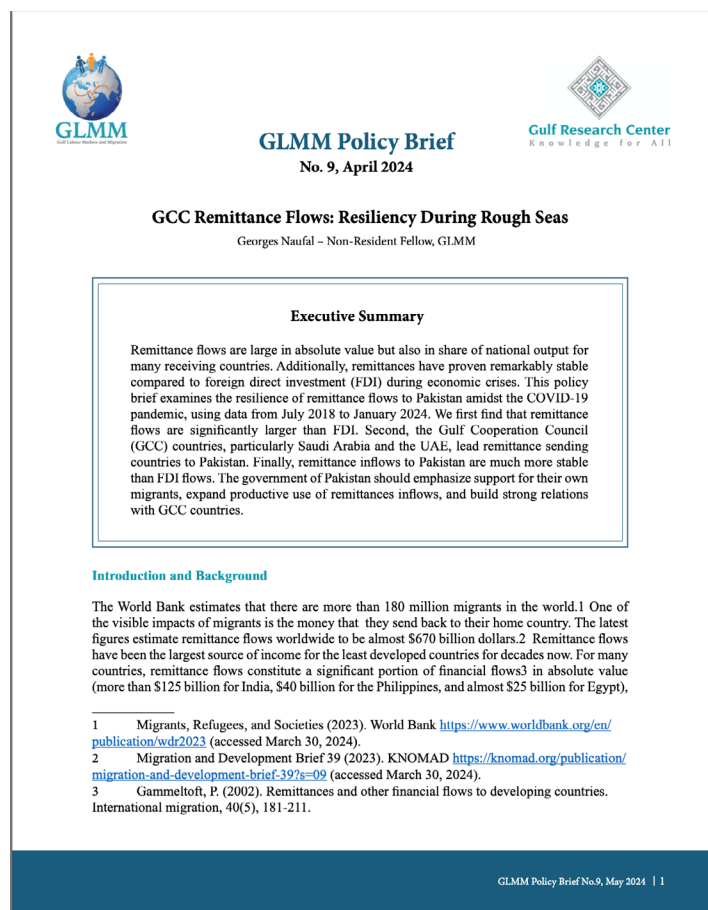 GLMM
Gulf Labour Markets and Migration
Gulf Research Center
Knowledge for All
GLMM Policy Brief
No. 9, April 2024
GCC Remittance Flows: Resiliency During Rough Seas
Georges Naufal – Non-Resident Fellow, GLMM
Executive Summary
Remittance flows are large in absolute value but also in share of national output for
many receiving countries. Additionally, remittances have proven remarkably stable
compared to foreign direct investment (FDI) during economic crises. This policy
brief examines the resilience of remittance flows to Pakistan amidst the COVID-19
pandemic, using data from July 2018 to January 2024. We first find that remittance
flows are significantly larger than FDI. Second, the Gulf Cooperation Council
(GCC) countries, particularly Saudi Arabia and the UAE, lead remittance sending
countries to Pakistan. Finally, remittance inflows to Pakistan are much more stable
than FDI flows. The government of Pakistan should emphasize support for their own
migrants, expand productive use of remittances inflows, and build strong relations
with GCC countries.
Introduction and Background
The World Bank estimates that there are more than 180 million migrants in the world.1 One of
the visible impacts of migrants is the money that they send back to their home country. The latest
figures estimate remittance flows worldwide to be almost $670 billion dollars.2 Remittance flows
have been the largest source of income for the least developed countries for decades now. For many
countries, remittance flows constitute a significant portion of financial flows3 in absolute value
(more than $125 billion for India, $40 billion for the Philippines, and almost $25 billion for Egypt),
1 Migrants, Refugees, and Societies (2023). World Bank https://www.worldbank.org/en/
publication/wdr2023 (accessed March 30, 2024).
2 Migration and Development Brief 39 (2023). KNOMAD https://knomad.org/publication/
migration-and-development-brief-39?s=09 (accessed March 30, 2024).
3 Gammeltoft, P. (2002). Remittances and other financial flows to developing countries.
International migration, 40(5), 181-211.
GLMM Policy Brief No.9, May 2024 | 1